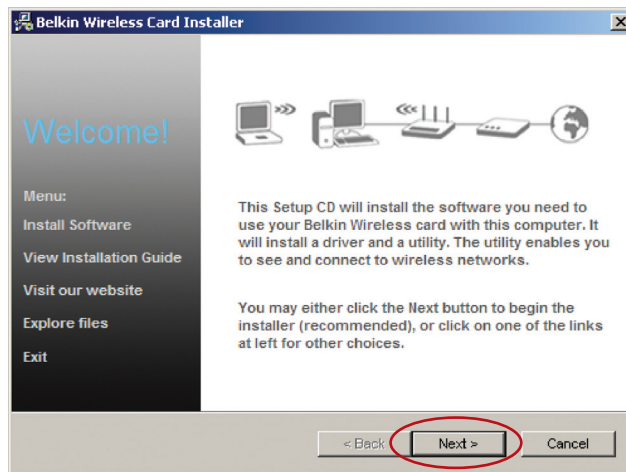 Belkin Wireless Card Installer
Welcome!
Menu:
Install Software
View Installation Guide
Visit our website
Explore files
Exit
This Setup CD will install the software you need to
use your Belkin Wireless card with this computer. It
will install a driver and a utility. The utility enables you
to see and connect to wireless networks.
You may either click the Next button to begin the
installer (recommended), or click on one of the links
at left for other choices.
< Back
Next >
Cancel